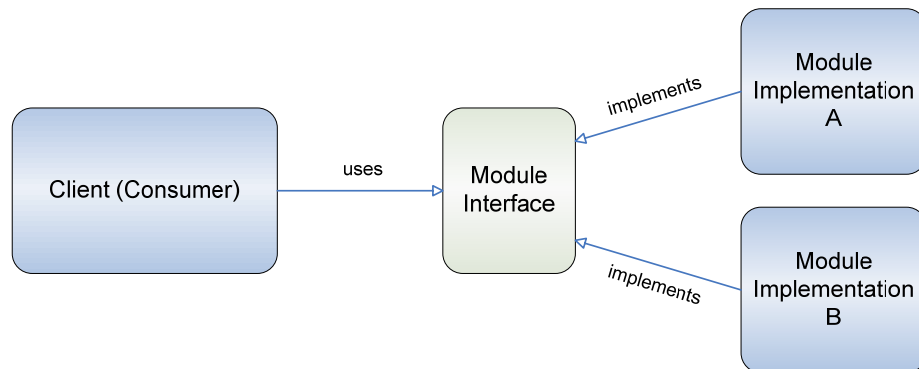 Client (Consumer)
uses
Module
Interface
implements
implements
Module
Implementation
A
Module
Implementation
B